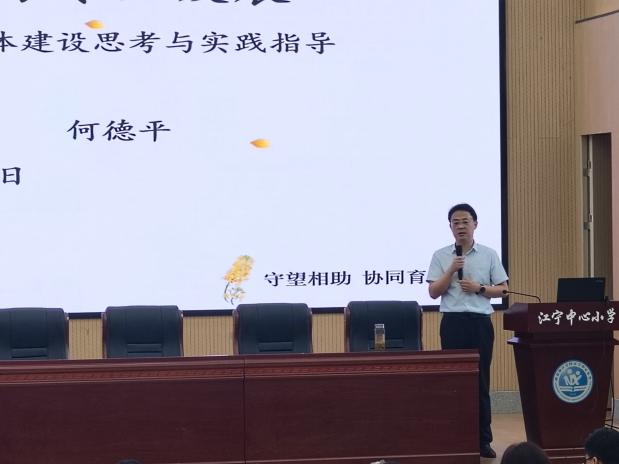 体建设思考与实践指导
何德平
日
守望相助 协同育
江宁中心小学